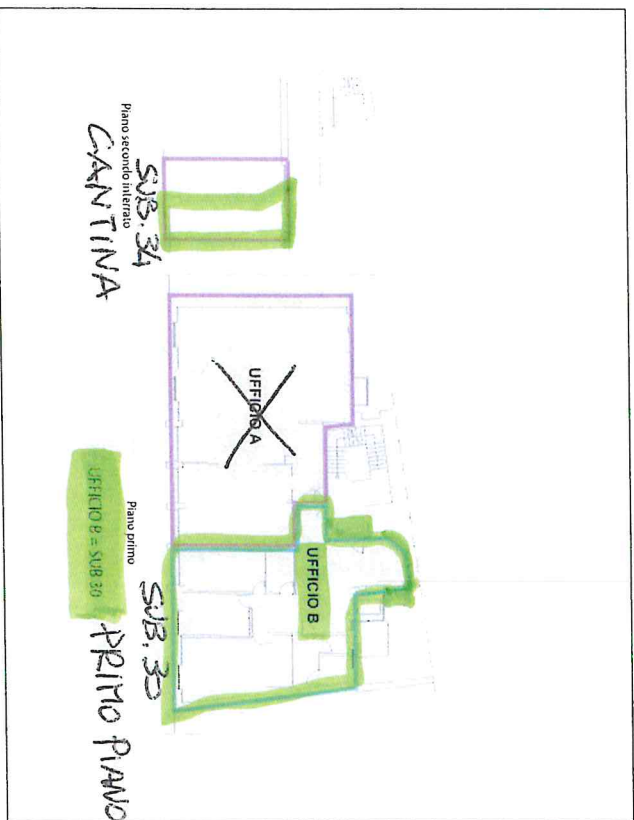 Piano secondo interrato
SUB. 34
CANTINA
UFFICIO A
UFFICIO B
Piano primo
SUB. 30
UFFICIO B = SUB 30
PRIMO PIANO